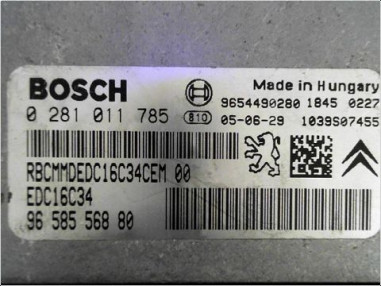 BOSCH
Made in Hungary
9654490280 1845 0227
0 281 011 785 810 05-06-29 1039S07455
RBCMMDEDC16C34CEM 00
EDC16C34
96 585 568 80